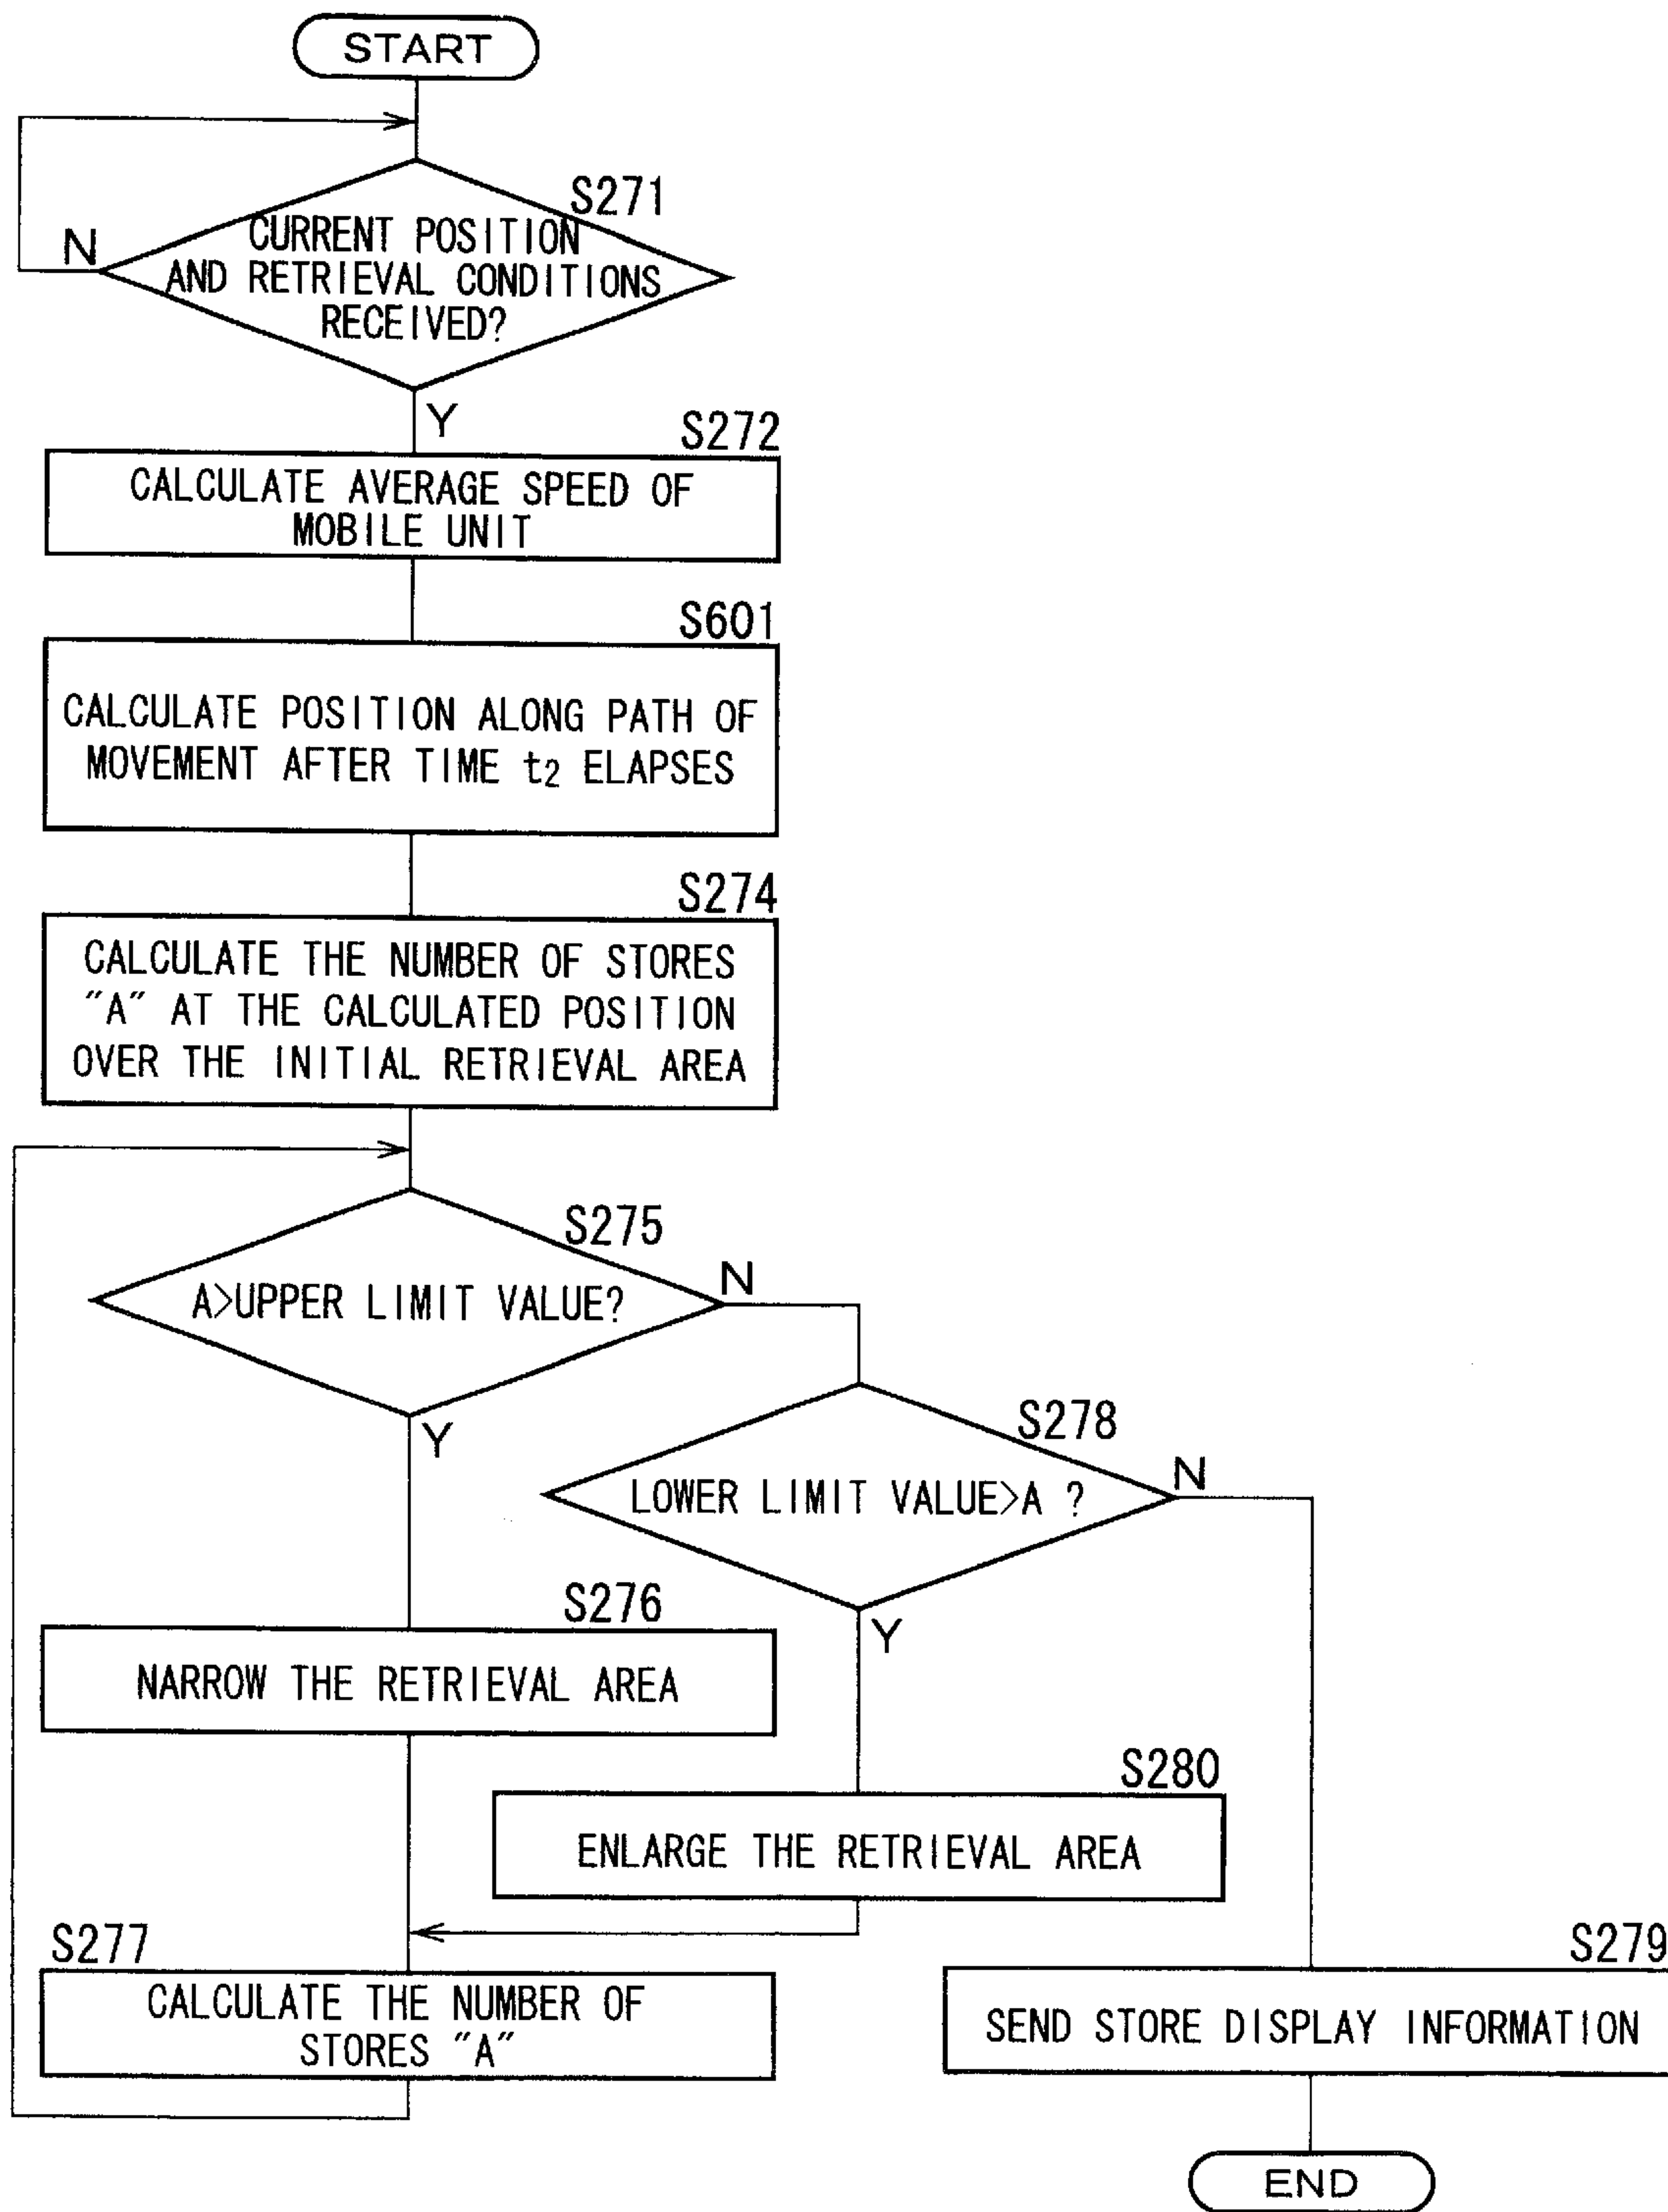 START
S271
N
CURRENT POSITION
AND RETRIEVAL CONDITIONS
RECEIVED?
Y
S272
CALCULATE AVERAGE SPEED OF
MOBILE UNIT
S601
CALCULATE POSITION ALONG PATH OF
MOVEMENT AFTER TIME t2 ELAPSES
S274
CALCULATE THE NUMBER OF STORES
"A" AT THE CALCULATED POSITION
OVER THE INITIAL RETRIEVAL AREA
S275
A>UPPER LIMIT VALUE?
N
Y
S278
LOWER LIMIT VALUE>A ?
N
Y
S276
NARROW THE RETRIEVAL AREA
S280
ENLARGE THE RETRIEVAL AREA
S277
CALCULATE THE NUMBER OF
STORES "A"
S279
SEND STORE DISPLAY INFORMATION
END